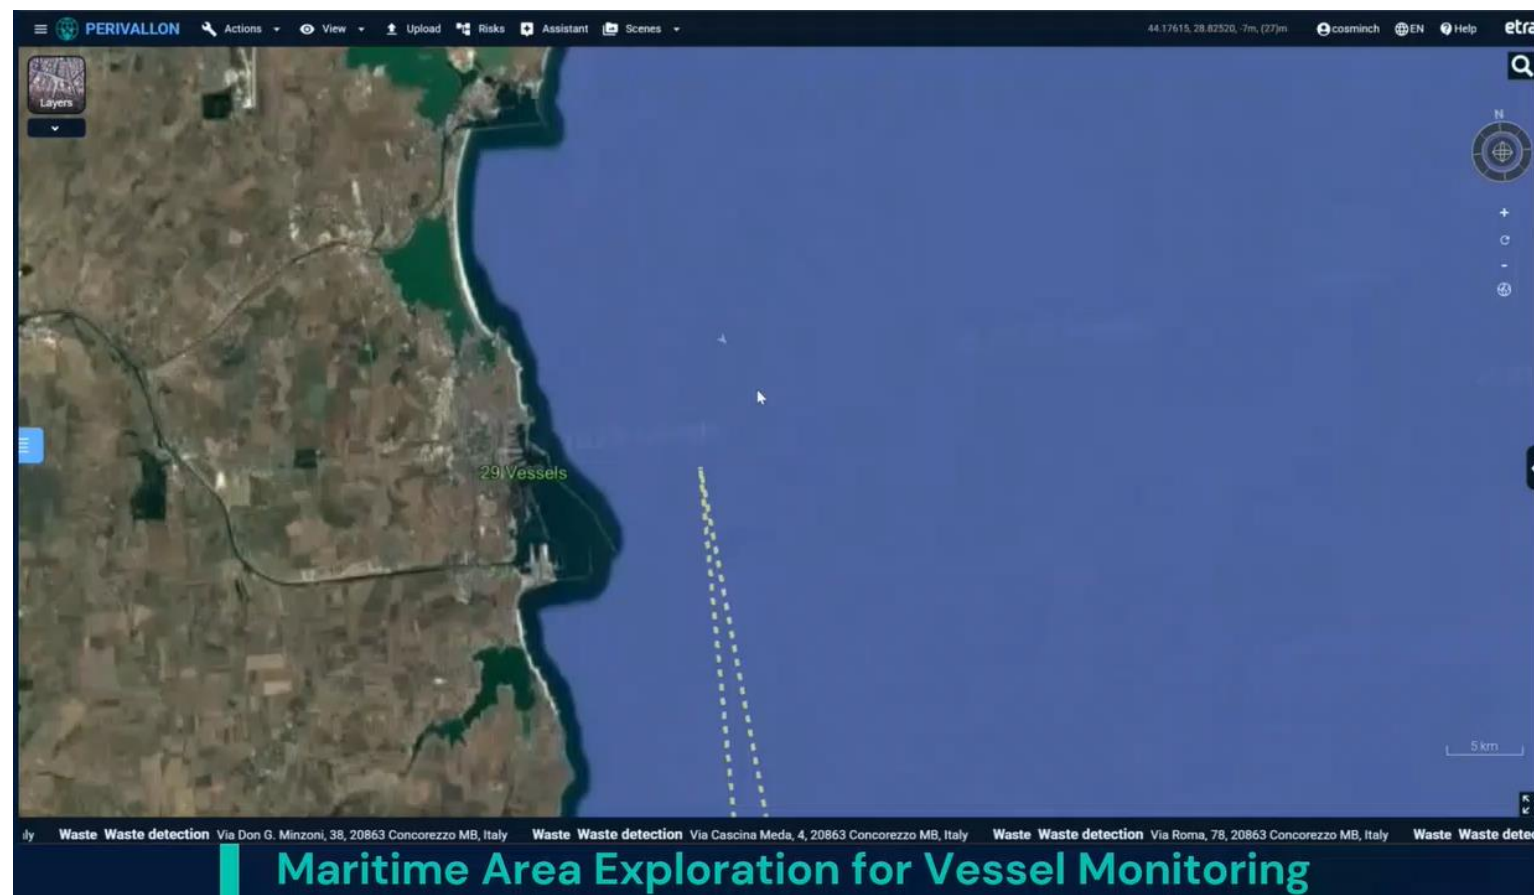 PERIVALLON Actions View Upload Risks Assistant Scenes 44.17615, 28.82520, -7m, (27)m cosminch EN Help etra
Layers
N
29 Vessels
5 km
Waste Waste detection Via Don G. Minzoni, 38, 20863 Concorezzo MB, Italy Waste Waste detection Via Cascina Meda, 4, 20863 Concorezzo MB, Italy Waste Waste detection Via Roma, 78, 20863 Concorezzo MB, Italy Waste Waste detec
Maritime Area Exploration for Vessel Monitoring